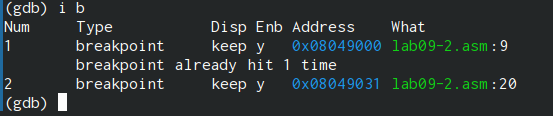 (gdb) i b
Num     Type           Disp Enb Address    What
1       breakpoint     keep y   0x08049000 lab09-2.asm:9
        breakpoint already hit 1 time
2       breakpoint     keep y   0x08049031 lab09-2.asm:20
(gdb)